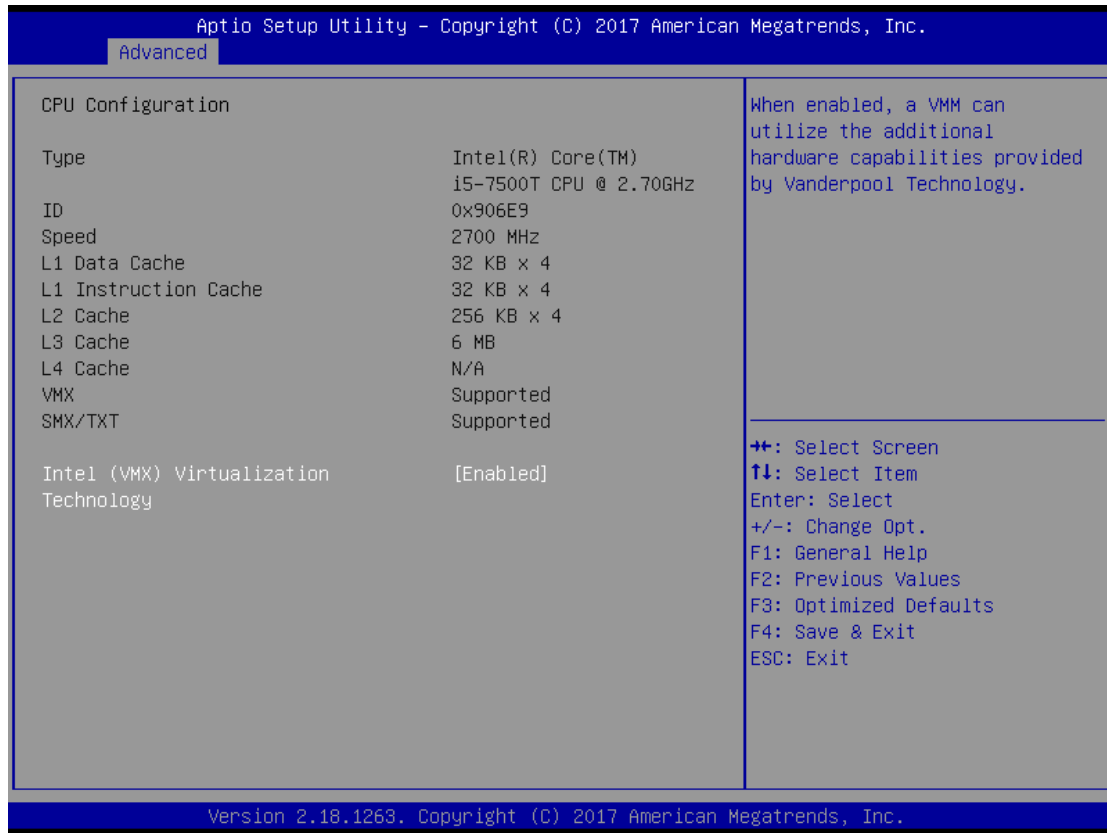 Aptio Setup Utility – Copyright (C) 2017 American Megatrends, Inc.
Advanced
CPU Configuration
Type Intel(R) Core(TM)
i5-7500T CPU @ 2.70GHz
ID 0x906E9
Speed 2700 MHz
L1 Data Cache 32 KB x 4
L1 Instruction Cache 32 KB x 4
L2 Cache 256 KB x 4
L3 Cache 6 MB
L4 Cache N/A
VMX Supported
SMX/TXT Supported
Intel (VMX) Virtualization [Enabled]
Technology
When enabled, a VMM can
utilize the additional
hardware capabilities provided
by Vanderpool Technology.
→←: Select Screen
↑↓: Select Item
Enter: Select
+/-: Change Opt.
F1: General Help
F2: Previous Values
F3: Optimized Defaults
F4: Save & Exit
ESC: Exit
Version 2.18.1263. Copyright (C) 2017 American Megatrends, Inc.